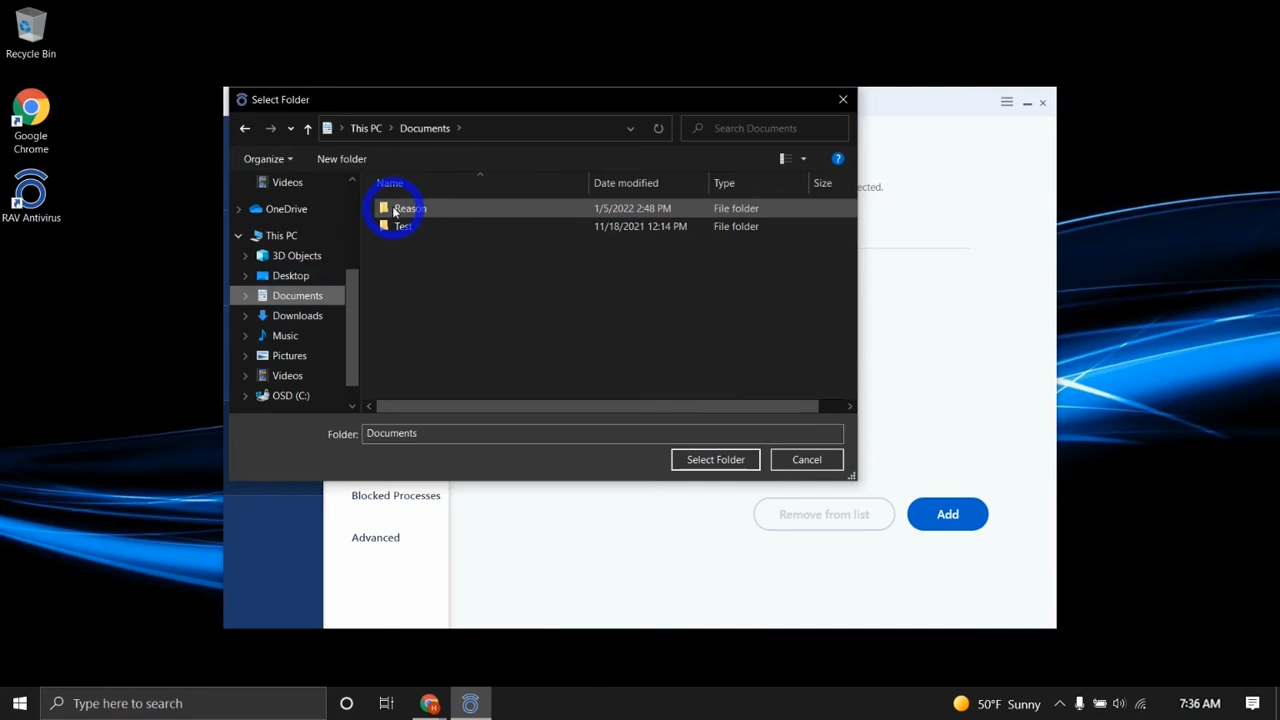 Recycle Bin
Google
Chrome
RAV Antivirus
Select Folder
This PC
Documents
Search Documents
Organize
New folder
?
Name
Date modified
Type
Size
Videos
OneDrive
This PC
3D Objects
Desktop
Documents
Downloads
Music
Pictures
Videos
OSD (C:)
Reason
1/5/2022 2:48 PM
File folder
Test
11/18/2021 12:14 PM
File folder
ected.
Folder:
Documents
Select Folder
Cancel
Blocked Processes
Advanced
Remove from list
Add
Type here to search
50°F Sunny
7:36 AM